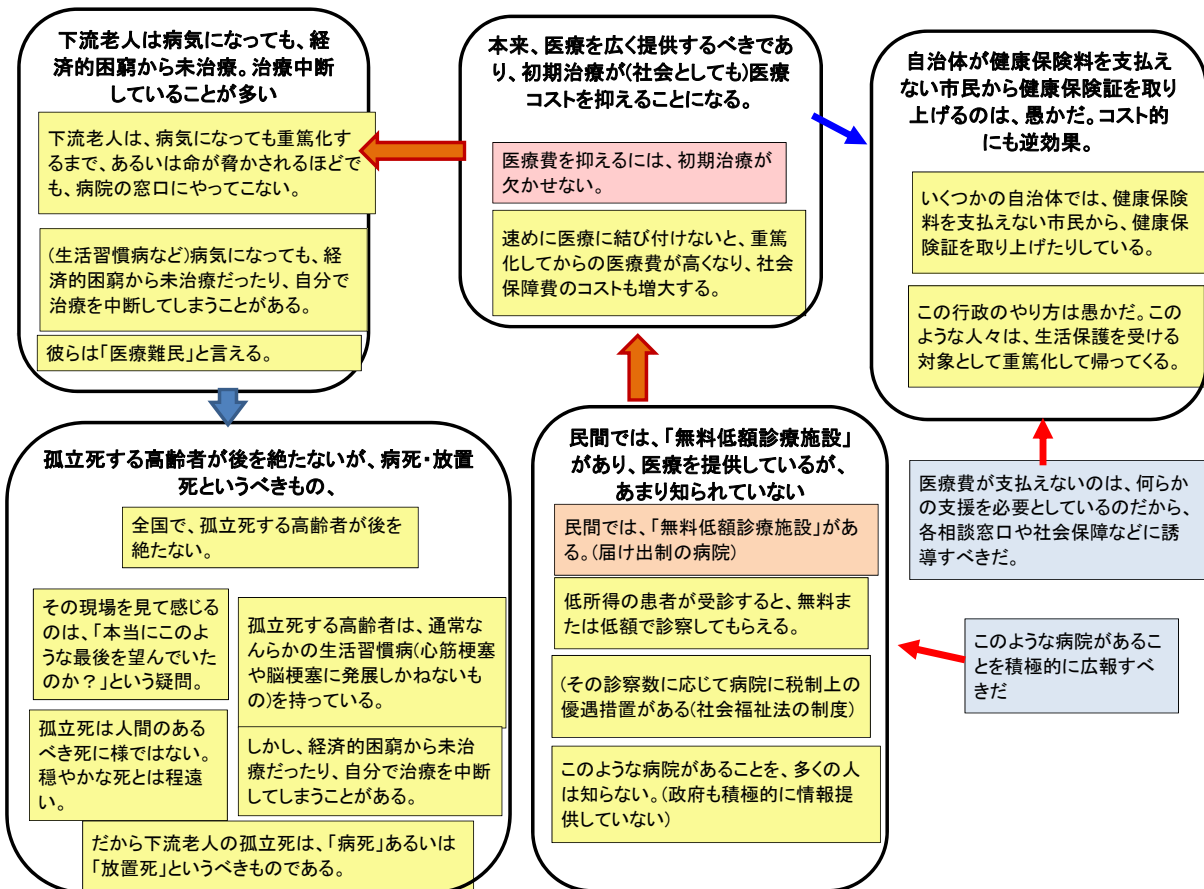 下流老人は病気になっても、経
済的困窮から未治療。治療中断
していることが多い
下流老人は、病気になっても重篤化す
るまで、あるいは命が脅かされるほどで
も、病院の窓口にやってこない。
(生活習慣病など)病気になっても、経
済的困窮から未治療だったり、自分で
治療を中断してしまうことがある。
彼らは「医療難民」と言える。
本来、医療を広く提供するべきであ
り、初期治療が(社会としても)医療
コストを抑えることになる。
医療費を抑えるには、初期治療が
欠かせない。
速めに医療に結び付けないと、重篤
化してからの医療費が高くなり、社会
保障費のコストも増大する。
自治体が健康保険料を支払え
ない市民から健康保険証を取り
上げるのは、愚かだ。コスト的
にも逆効果。
いくつかの自治体では、健康保険
料を支払えない市民から、健康保
険証を取り上げたりしている。
この行政のやり方は愚かだ。この
ような人々は、生活保護を受ける
対象として重篤化して帰ってくる。
医療費が支払えないのは、何らか
の支援を必要としているのだから、
各相談窓口や社会保障などに誘
導すべきだ。
孤立死する高齢者が後を絶たないが、病死・放置
死というべきもの、
全国で、孤立死する高齢者が後を
絶たない。
その現場を見て感じる
のは、「本当にこのよ
うな最後を望んでいた
のか?」という疑問。
孤立死は人間のある
べき死に様ではない。
穏やかな死とは程遠
い。
孤立死する高齢者は、通常な
んらかの生活習慣病(心筋梗塞
や脳梗塞に発展しかねないも
の)を持っている。
しかし、経済的困窮から未治
療だったり、自分で治療を中断
してしまうことがある。
だから下流老人の孤立死は、「病死」あるいは
「放置死」というべきものである。
民間では、「無料低額診療施設」
があり、医療を提供しているが、
あまり知られていない
民間では、「無料低額診療施設」があ
る。(届け出制の病院)
低所得の患者が受診すると、無料ま
たは低額で診察してもらえる。
(その診察数に応じて病院に税制上の
優遇措置がある(社会福祉法の制度)
このような病院があることを、多くの人
は知らない。(政府も積極的に情報提
供していない)
このような病院があるこ
とを積極的に広報すべ
きだ